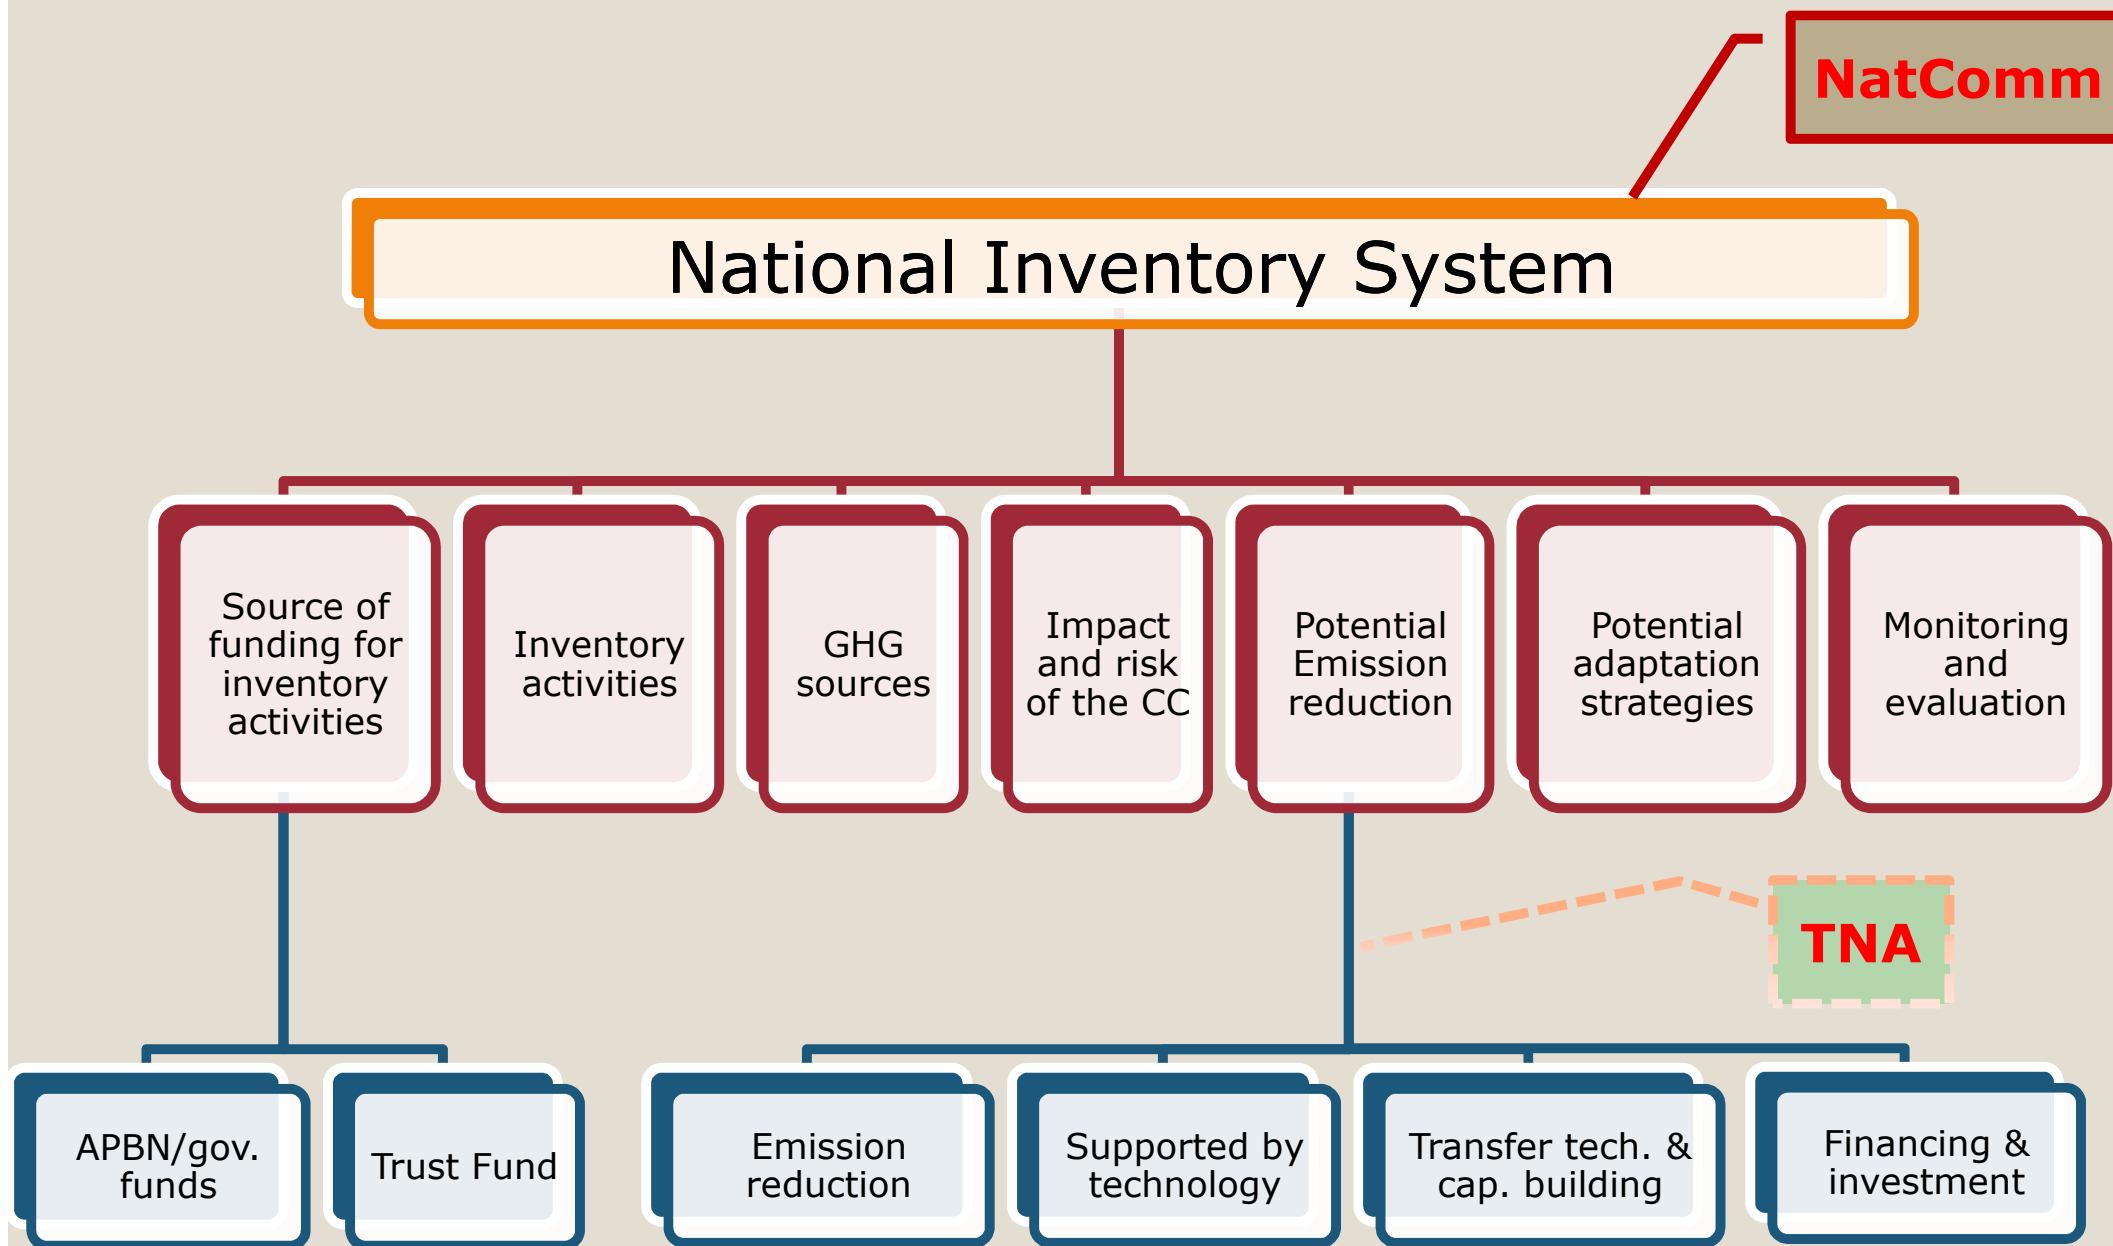 NatComm
National Inventory System
Source of
funding for
inventory
activities
Inventory
activities
GHG
sources
Impact
and risk
of the CC
Potential
Emission
reduction
Potential
adaptation
strategies
Monitoring
and
evaluation
TNA
APBN/gov.
funds
Trust Fund
Emission
reduction
Supported by
technology
Transfer tech. &
cap. building
Financing &
investment